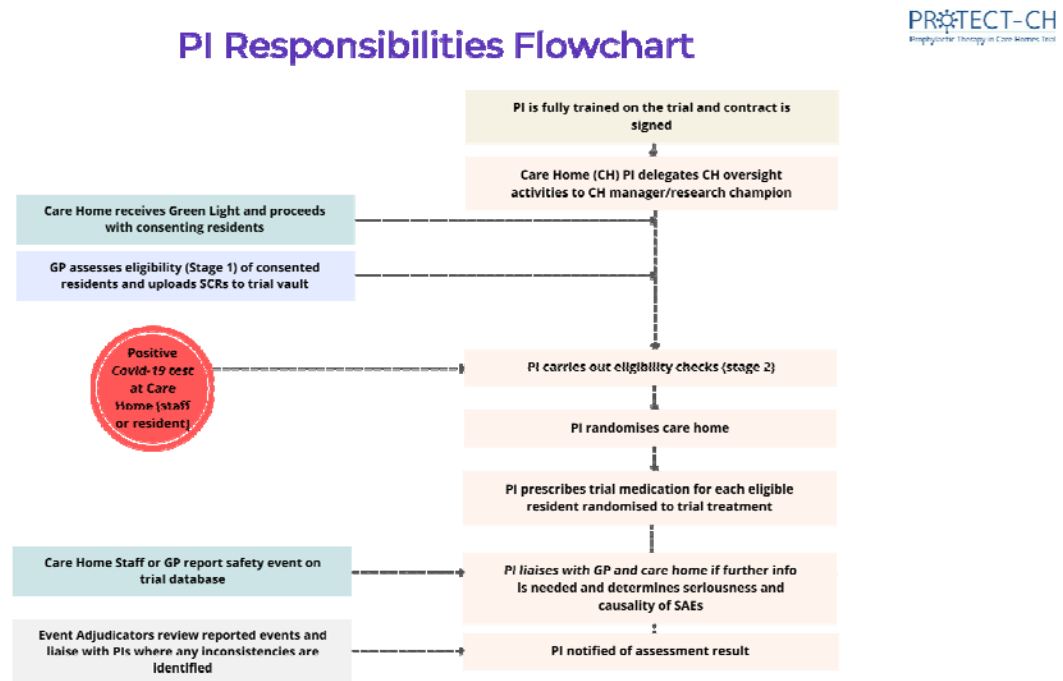 PROTECT-CH
Prophylactic Therapy in Care Homes Trial
PI Responsibilities Flowchart
PI is fully trained on the trial and contract is
signed
Care Home (CH) PI delegates CH oversight
activities to CH manager/research champion
Care Home receives Green Light and proceeds
with consenting residents
GP assesses eligibility (Stage 1) of consented
residents and uploads SCRs to trial vault
Positive
Covid-19 test
at Care
Home (staff
or resident)
PI carries out eligibility checks (stage 2)
PI randomises care home
PI prescribes trial medication for each eligible
resident randomised to trial treatment
Care Home Staff or GP report safety event on
trial database
PI liaises with GP and care home if further info
is needed and determines seriousness and
causality of SAEs
Event Adjudicators review reported events and
liaise with PIs where any inconsistencies are
identified
PI notified of assessment result